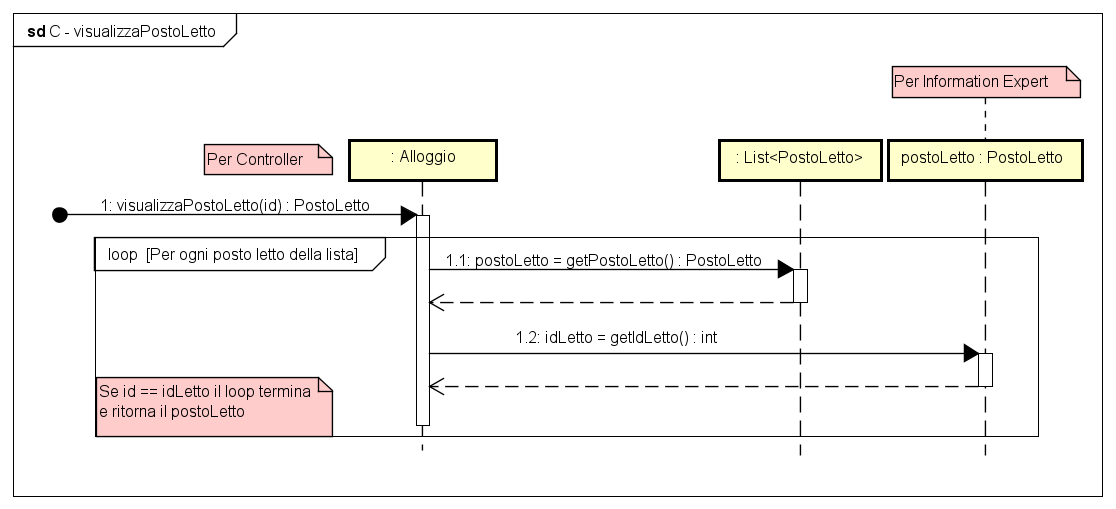 sd C - visualizzaPostoLetto
Per Information Expert
Per Controller
: Alloggio
: List<PostoLetto>
postoLetto : PostoLetto
1: visualizzaPostoLetto(id) : PostoLetto
loop [Per ogni posto letto della lista]
1.1: postoLetto = getPostoLetto() : PostoLetto
1.2: idLetto = getIdLetto() : int
Se id == idLetto il loop termina
e ritorna il postoLetto